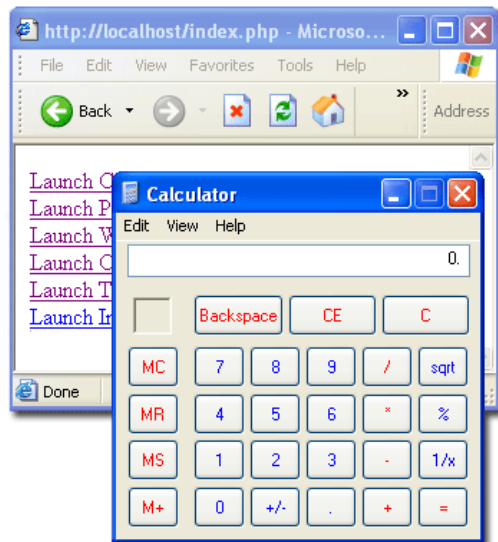 http://localhost/index.php - Microso...
File Edit View Favorites Tools Help
Back » Address
Launch
Launch
Launch
Launch
Launch
Launch
Done
Calculator
Edit View Help
0.
Backspace CE C
MC 7 8 9 / sqrt
MR 4 5 6 * %
MS 1 2 3 - 1/x
M+ 0 +/- . + =